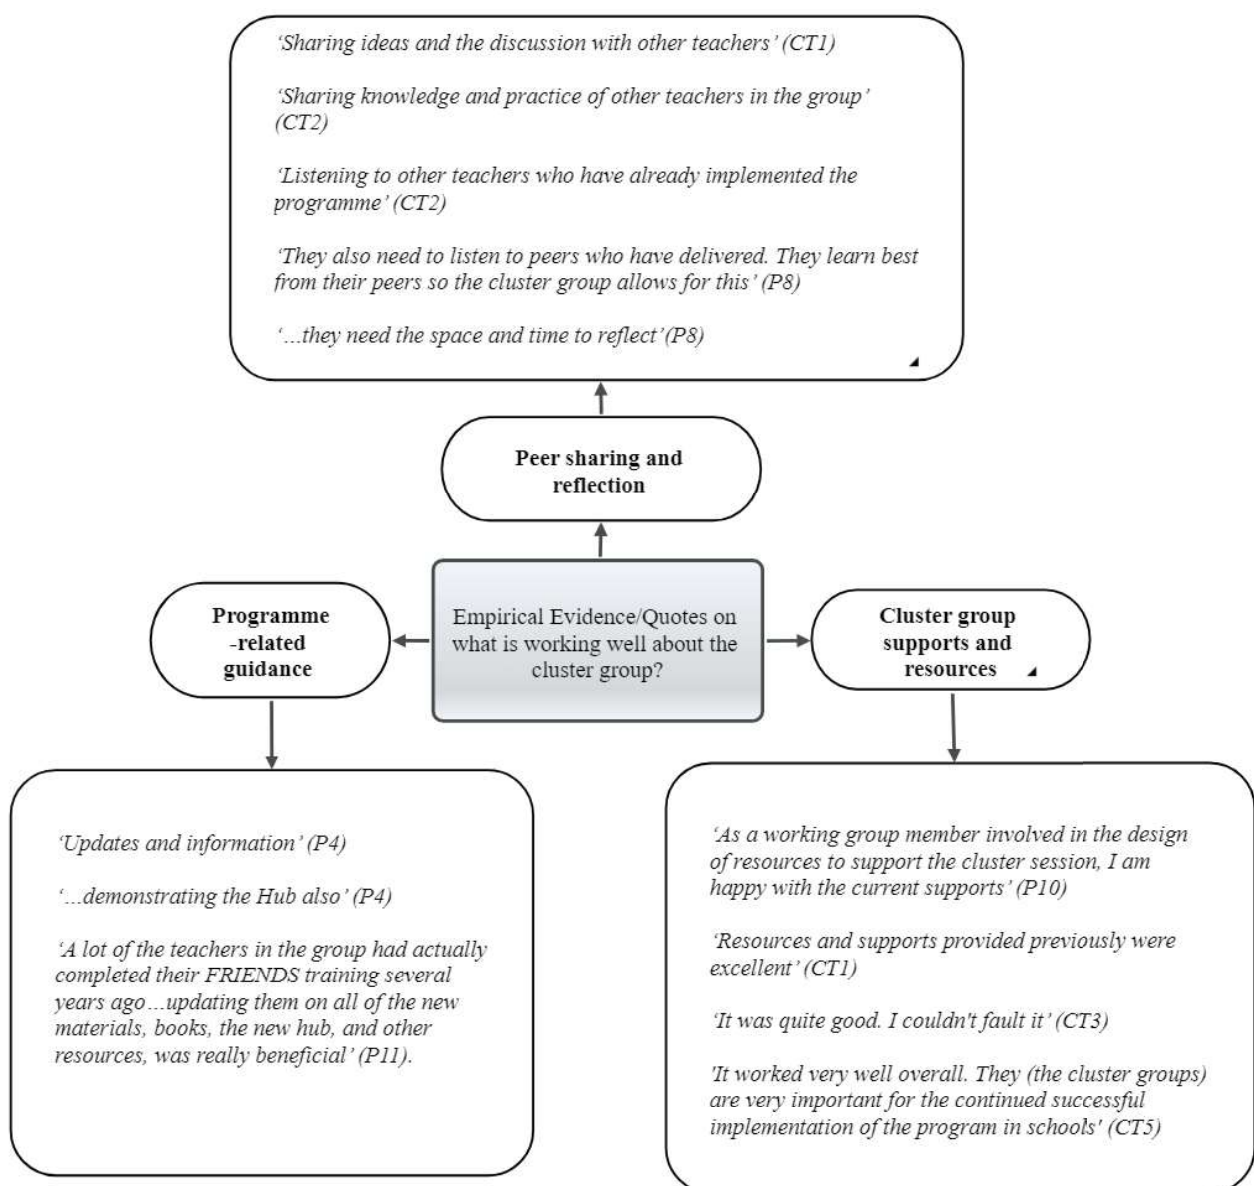 ‘Sharing ideas and the discussion with other teachers’ (CT1)
‘Sharing knowledge and practice of other teachers in the group’
(CT2)
‘Listening to other teachers who have already implemented the
programme’ (CT2)
‘They also need to listen to peers who have delivered. They learn best
from their peers so the cluster group allows for this’ (P8)
‘…they need the space and time to reflect’(P8)
Peer sharing and
reflection
Programme
-related
guidance
Empirical Evidence/Quotes on
what is working well about the
cluster group?
Cluster group
supports and
resources
‘Updates and information’ (P4)
‘…demonstrating the Hub also’ (P4)
‘A lot of the teachers in the group had actually
completed their FRIENDS training several
years ago…updating them on all of the new
materials, books, the new hub, and other
resources, was really beneficial’ (P11).
‘As a working group member involved in the design
of resources to support the cluster session, I am
happy with the current supports’ (P10)
‘Resources and supports provided previously were
excellent’ (CT1)
‘It was quite good. I couldn't fault it’ (CT3)
'It worked very well overall. They (the cluster groups)
are very important for the continued successful
implementation of the program in schools' (CT5)